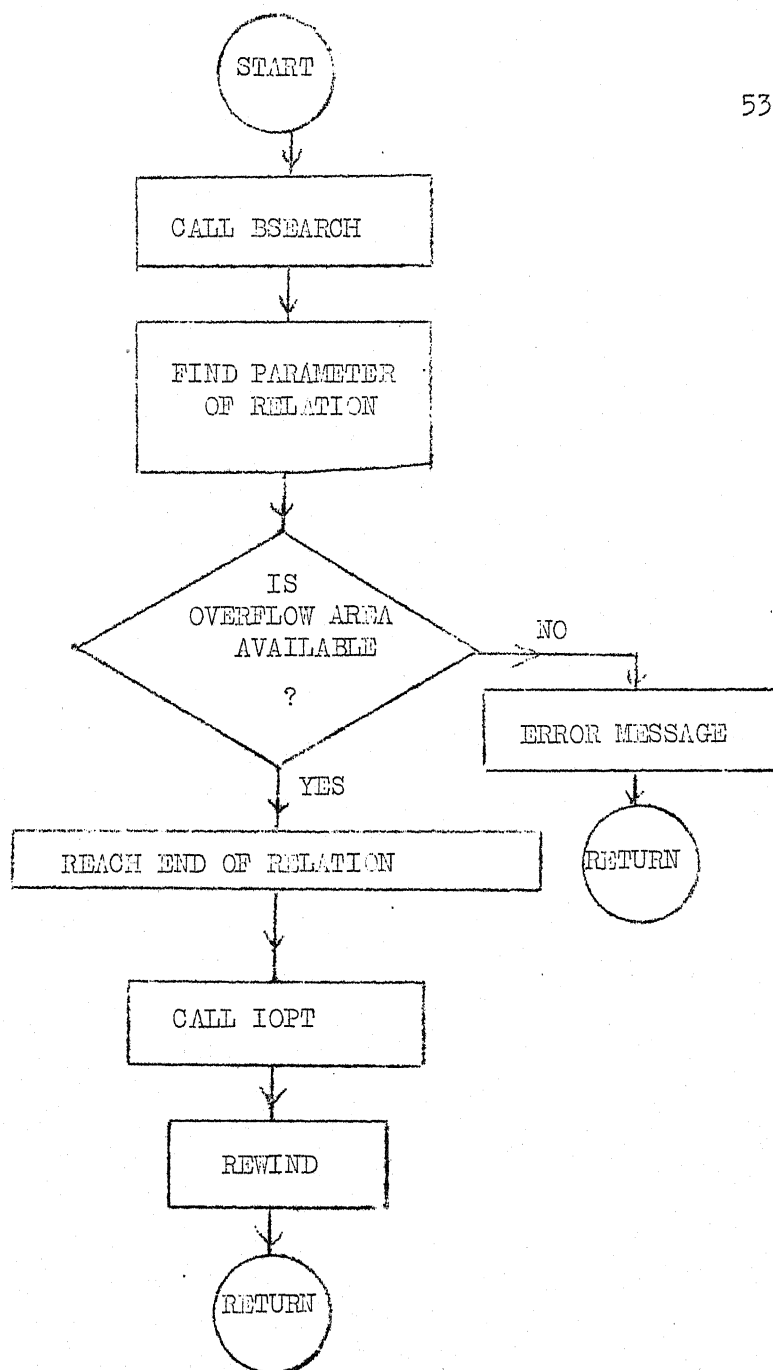 53
START
CALL BSEARCH
FIND PARAMETER
OF RELATION
IS
OVERFLOW AREA
AVAILABLE
?
NO
ERROR MESSAGE
RETURN
YES
REACH END OF RELATION
CALL IOPT
REWIND
RETURN